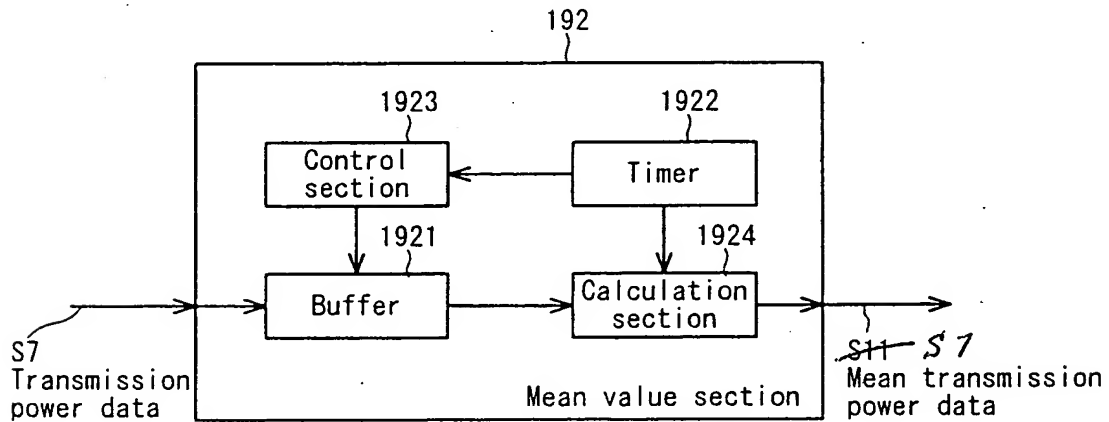 192
1923
1922
Control
section
Timer
1921
1924
Buffer
Calculation
section
S7
Transmission
power data
S11 S7
Mean transmission
power data
Mean value section